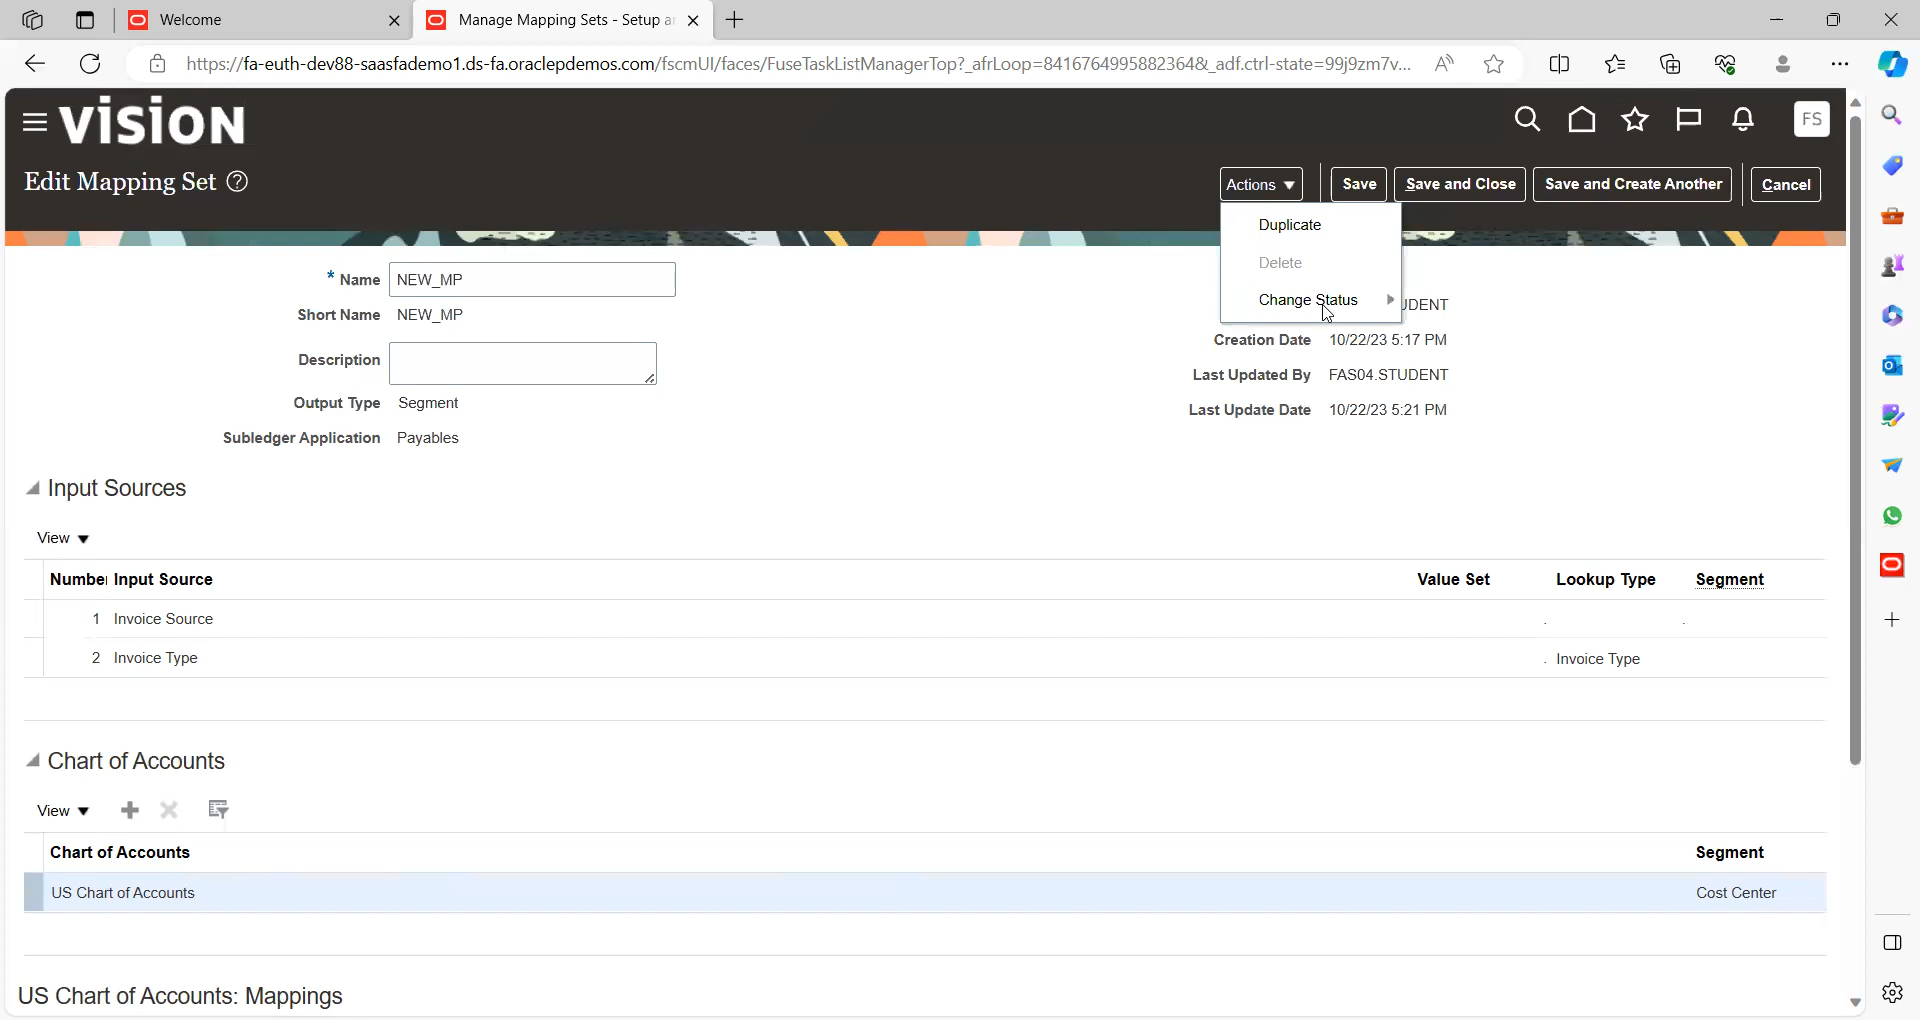 Welcome
Manage Mapping Sets - Setup a
https://fa-euth-dev88-saasfademo1.ds-fa.oraclepdemos.com/fscmUI/faces/FuseTaskListManagerTop?_afrLoop=84167649958823648&_adf.ctrl-state=99j9zm7v...
VISION
FS
Edit Mapping Set ?
Actions Save Save and Close Save and Create Another Cancel
Duplicate
Delete
Change Status
* Name NEW_MP
Short Name NEW_MP
Description
Output Type Segment
Subledger Application Payables
UDENT
Creation Date 10/22/23 5:17 PM
Last Updated By FAS04.STUDENT
Last Update Date 10/22/23 5:21 PM
Input Sources
View
Number Input Source Value Set Lookup Type Segment
1 Invoice Source
2 Invoice Type Invoice Type
Chart of Accounts
View
Chart of Accounts Segment
US Chart of Accounts Cost Center
US Chart of Accounts: Mappings